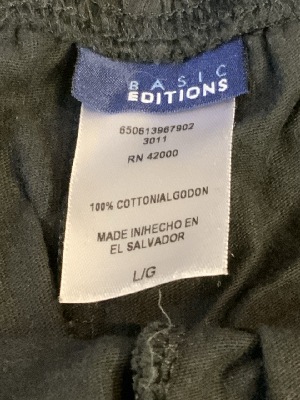 BASIC
EDITIONS
650613967902
3011
RN 42000
100% COTTON/ALGODON
MADE IN/HECHO EN
EL SALVADOR
L/G